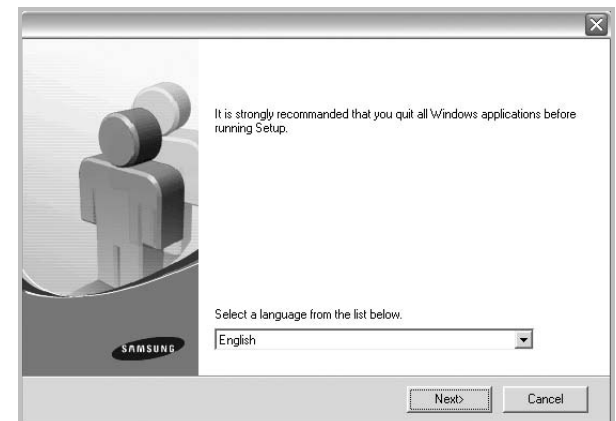 It is strongly recommanded that you quit all Windows applications before
running Setup.
Select a language from the list below.
English
SAMSUNG
Next>
Cancel